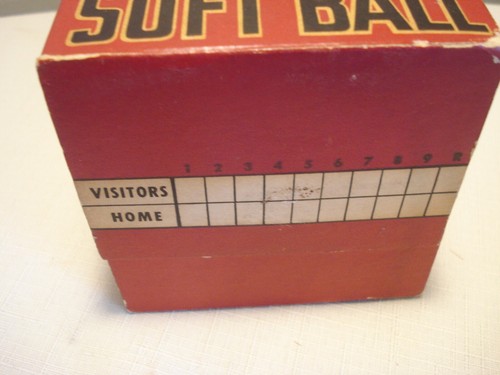 SOFT BALL
1 2 3 4 5 6 7 8 9 R
VISITORS
HOME